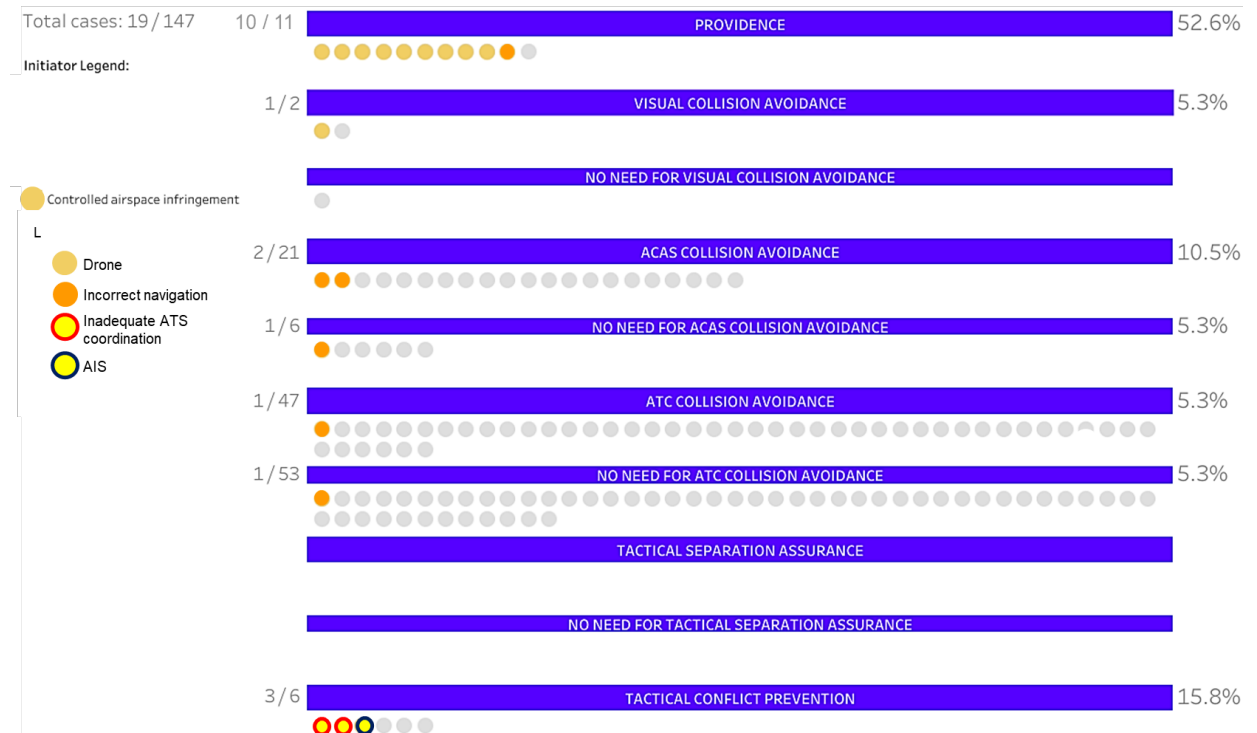 Total cases: 19/147
10 / 11
PROVIDENCE
52.6%
Initiator Legend:
1/2
VISUAL COLLISION AVOIDANCE
5.3%
NO NEED FOR VISUAL COLLISION AVOIDANCE
Controlled airspace infringement
L
Drone
Incorrect navigation
Inadequate ATS
coordination
AIS
2/21
ACAS COLLISION AVOIDANCE
10.5%
1/6
NO NEED FOR ACAS COLLISION AVOIDANCE
5.3%
1/47
ATC COLLISION AVOIDANCE
5.3%
1/53
NO NEED FOR ATC COLLISION AVOIDANCE
5.3%
TACTICAL SEPARATION ASSURANCE
NO NEED FOR TACTICAL SEPARATION ASSURANCE
3/6
TACTICAL CONFLICT PREVENTION
15.8%